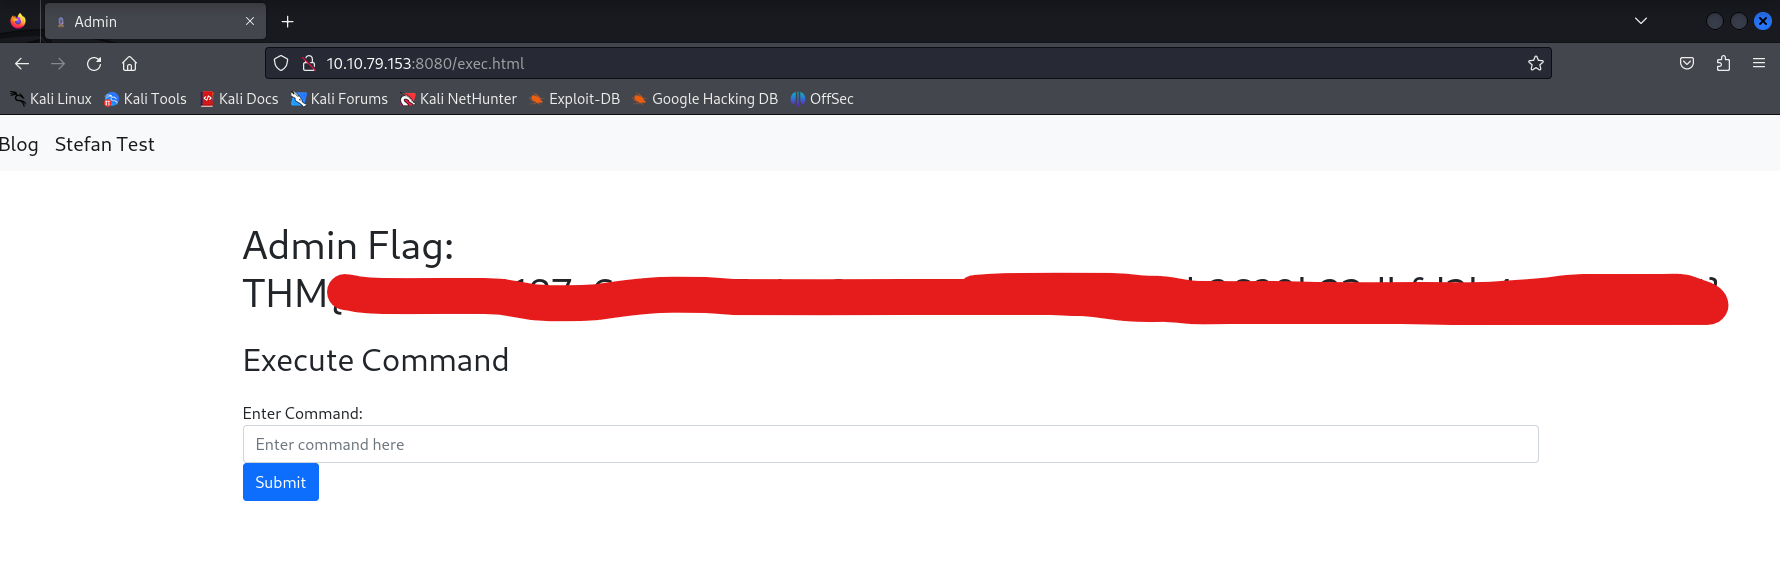 Admin
10.10.79.153:8080/exec.html
Kali Linux Kali Tools Kali Docs Kali Forums Kali NetHunter Exploit-DB Google Hacking DB OffSec
Blog Stefan Test
Admin Flag:
THM{
Execute Command
Enter Command:
Enter command here
Submit